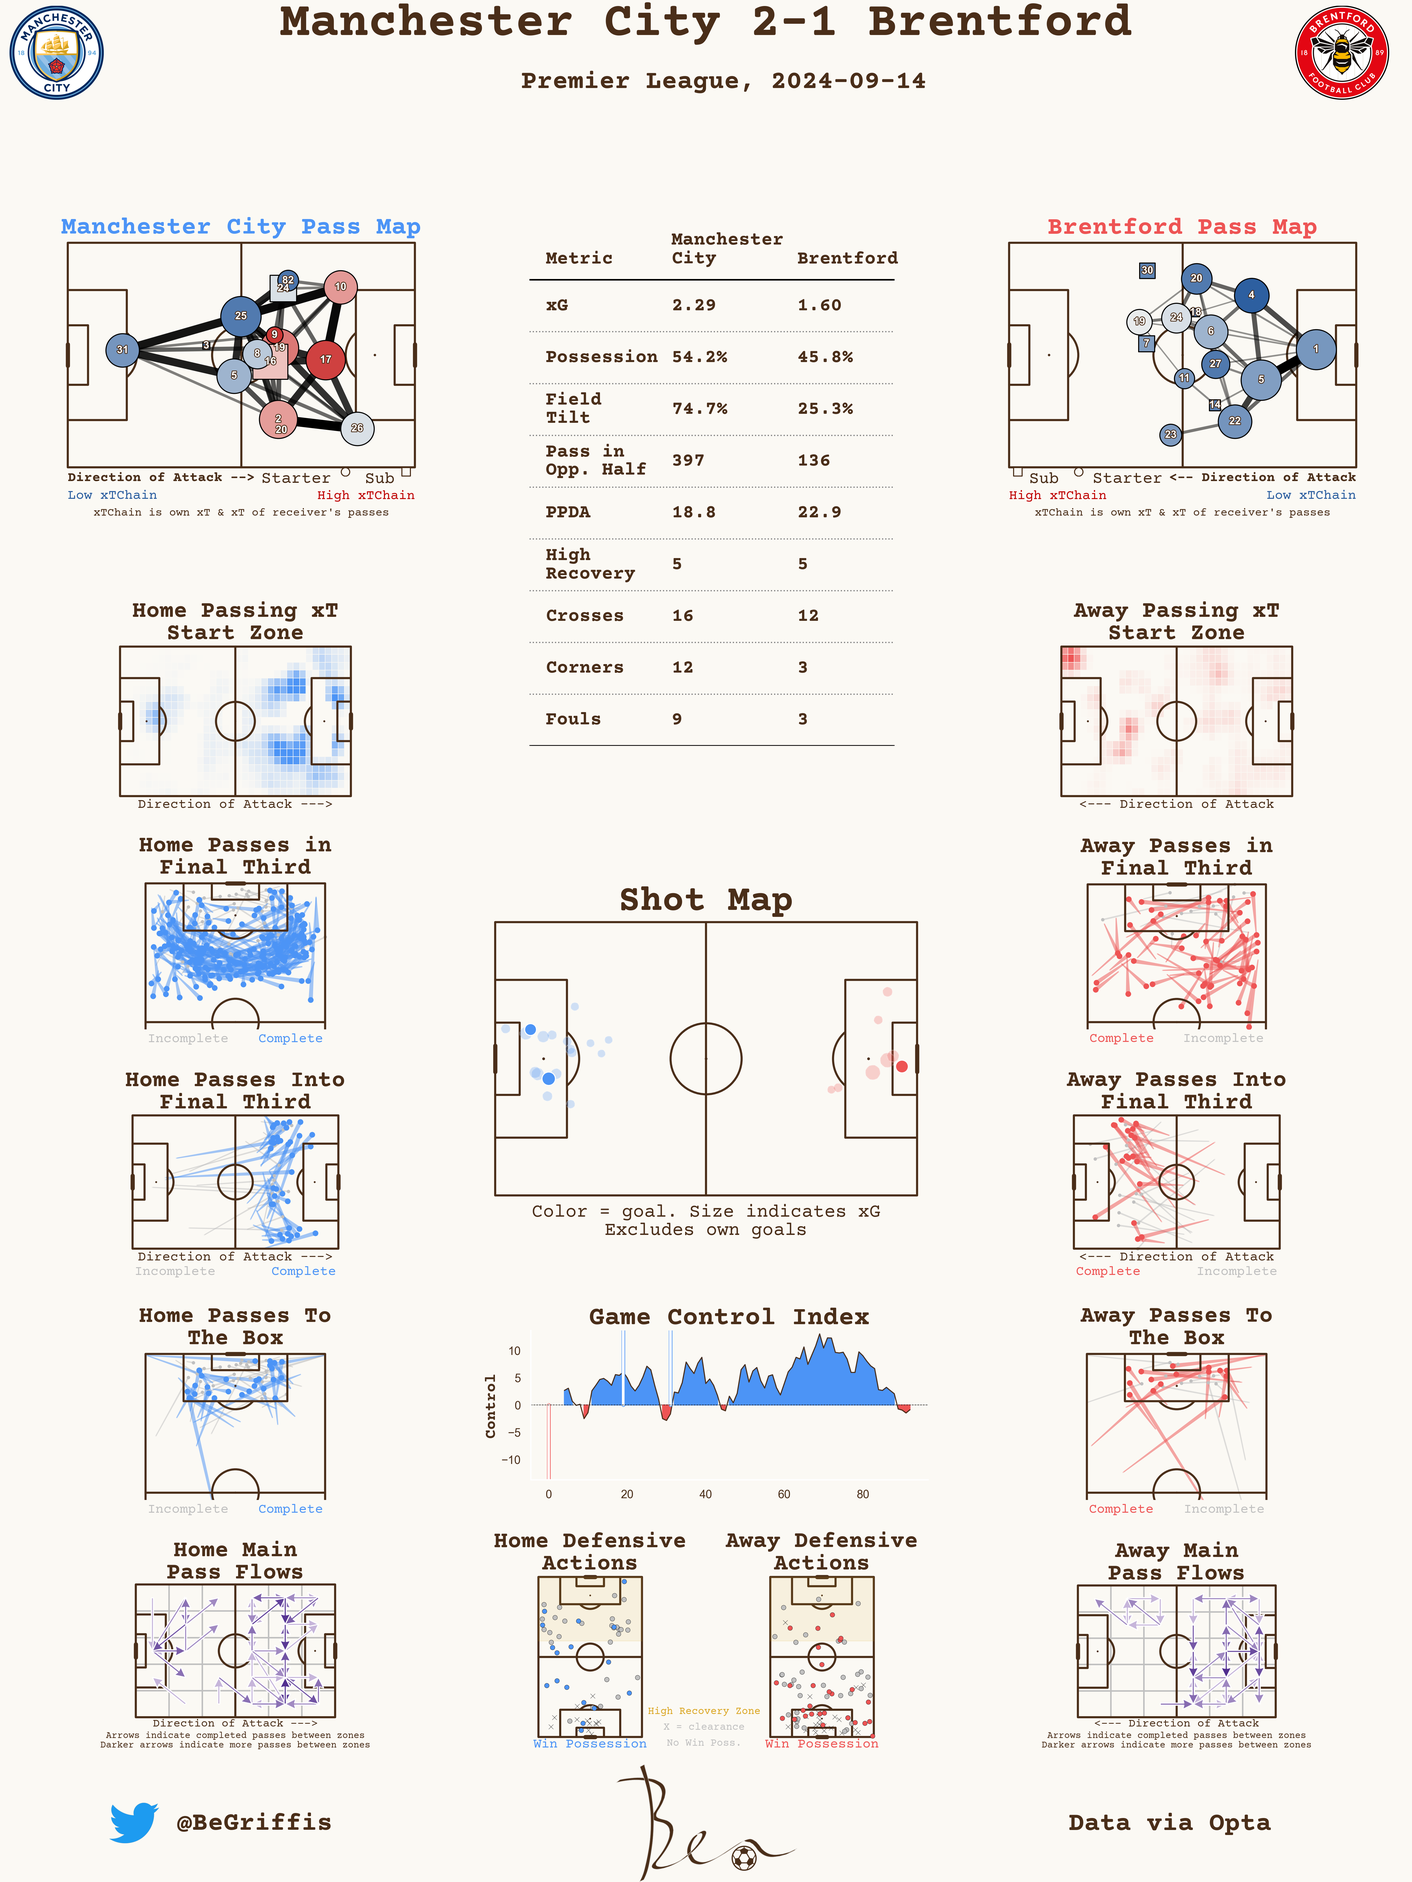 Manchester City 2-1 Brentford
Premier League, 2024-09-14
MANCHESTER
18 94
CITY
BRENTFORD
18 89
FOOTBALL CLUB
Manchester City Pass Map
82
24
10
25
9
31
3
19
8
16
17
5
2
20
26
Direction of Attack --> Starter Sub
Low xTChain High xTChain
xTChain is own xT & xT of receiver's passes
Metric Manchester City Brentford
xG 2.29 1.60
Possession 54.2% 45.8%
Field Tilt 74.7% 25.3%
Pass in Opp. Half 397 136
PPDA 18.8 22.9
High Recovery 5 5
Crosses 16 12
Corners 12 3
Fouls 9 3
Brentford Pass Map
30
20
4
19
24
18
6
7
1
27
11
5
14
22
23
Sub Starter <-- Direction of Attack
High xTChain Low xTChain
xTChain is own xT & xT of receiver's passes
Home Passing xT
Start Zone
Direction of Attack --->
Away Passing xT
Start Zone
<--- Direction of Attack
Home Passes in
Final Third
Incomplete Complete
Away Passes in
Final Third
Complete Incomplete
Shot Map
Color = goal. Size indicates xG
Excludes own goals
Home Passes Into
Final Third
Direction of Attack --->
Incomplete Complete
Away Passes Into
Final Third
<--- Direction of Attack
Complete Incomplete
Home Passes To
The Box
Incomplete Complete
Game Control Index
Control
10
5
0
−5
−10
0 20 40 60 80
Away Passes To
The Box
Complete Incomplete
Home Main
Pass Flows
Direction of Attack --->
Arrows indicate completed passes between zones
Darker arrows indicate more passes between zones
Home Defensive
Actions
Win Possession
High Recovery Zone
X = clearance
No Win Poss.
Away Defensive
Actions
Win Possession
Away Main
Pass Flows
<--- Direction of Attack
Arrows indicate completed passes between zones
Darker arrows indicate more passes between zones
@BeGriffis
Ben
Data via Opta